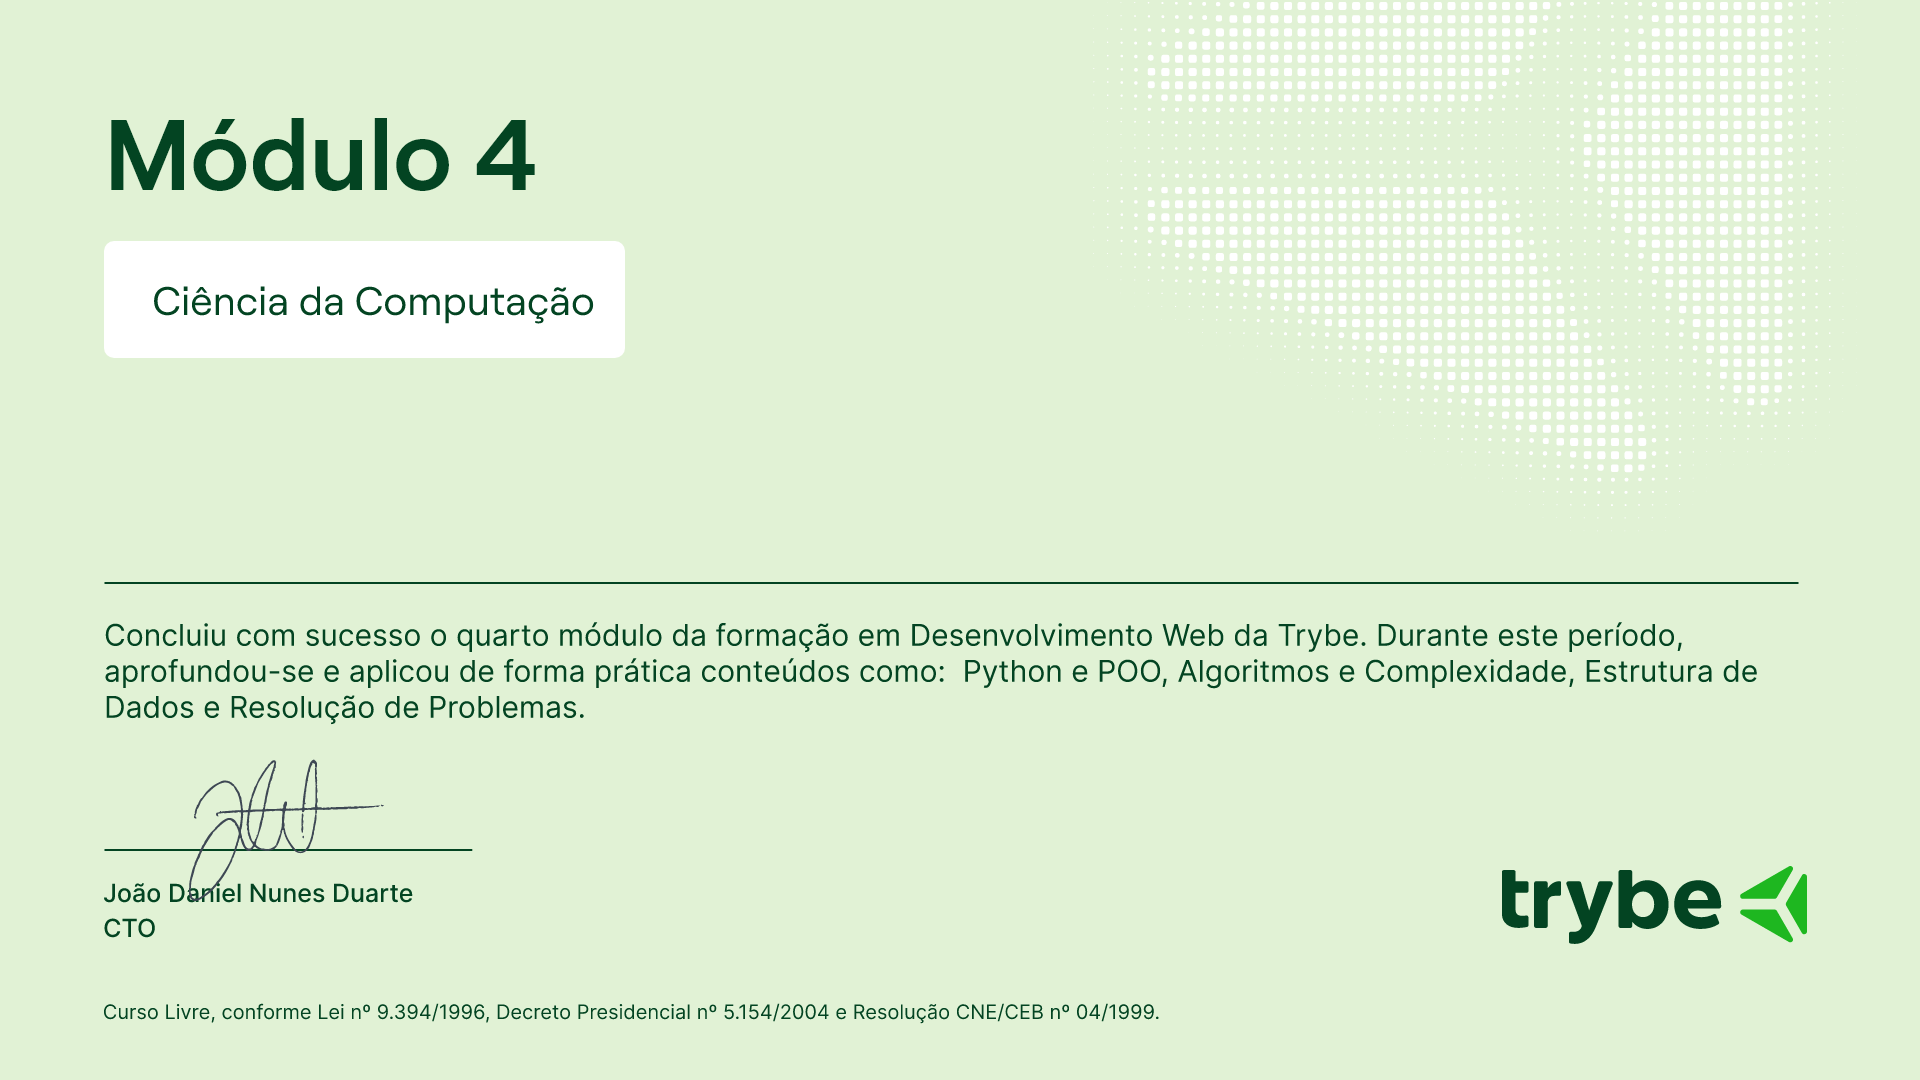 Módulo 4
Ciência da Computação
Concluiu com sucesso o quarto módulo da formação em Desenvolvimento Web da Trybe. Durante este período,
aprofundou-se e aplicou de forma prática conteúdos como:  Python e POO, Algoritmos e Complexidade, Estrutura de
Dados e Resolução de Problemas.
João Daniel Nunes Duarte
CTO
trybe
Curso Livre, conforme Lei nº 9.394/1996, Decreto Presidencial nº 5.154/2004 e Resolução CNE/CEB nº 04/1999.